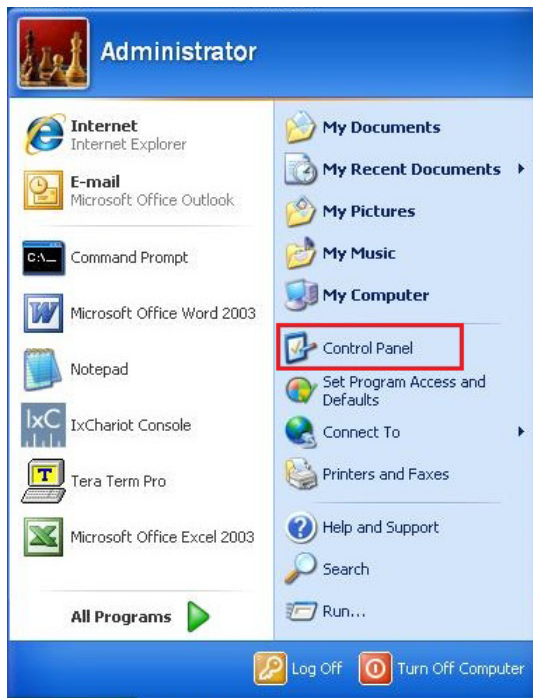 Administrator
Internet
Internet Explorer
E-mail
Microsoft Office Outlook
C:\_
Command Prompt
W
Microsoft Office Word 2003
Notepad
IxC
IxChariot Console
T
Tera Term Pro
X
Microsoft Office Excel 2003
All Programs
My Documents
My Recent Documents
My Pictures
My Music
My Computer
Control Panel
Set Program Access and
Defaults
Connect To
Printers and Faxes
Help and Support
Search
Run...
Log Off
Turn Off Computer